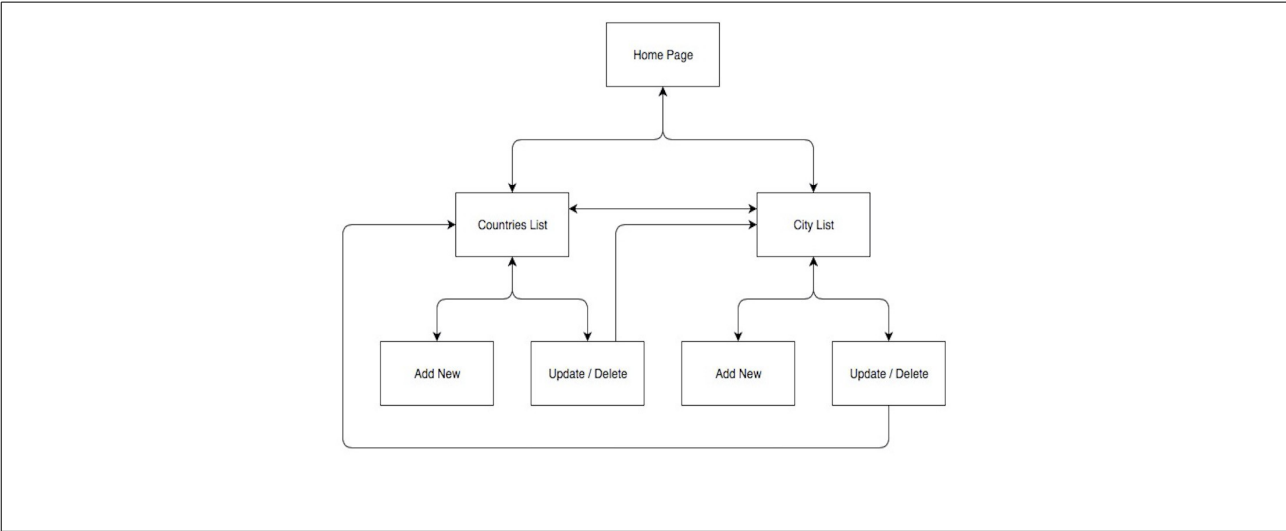 Home Page
Countries List
City List
Add New
Update / Delete
Add New
Update / Delete